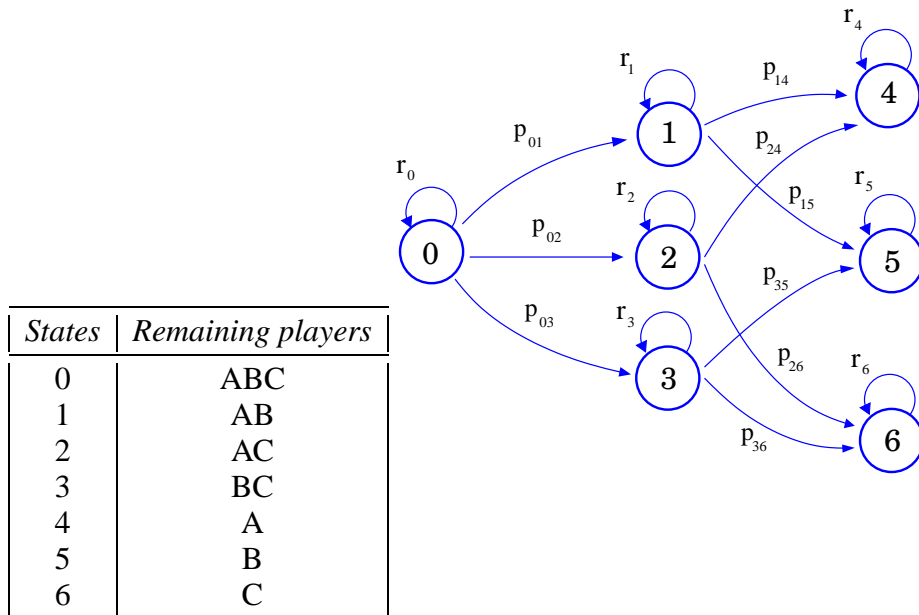 r₄
r₁
p₁₄
4
p₀₁
1
p₂₄
r₀
r₂
p₁₅
r₅
p₀₂
0
2
5
p₃₅
p₀₃
r₃
States Remaining players
p₂₆
r₆
0 ABC
3
1 AB
p₃₆
6
2 AC
3 BC
4 A
5 B
6 C